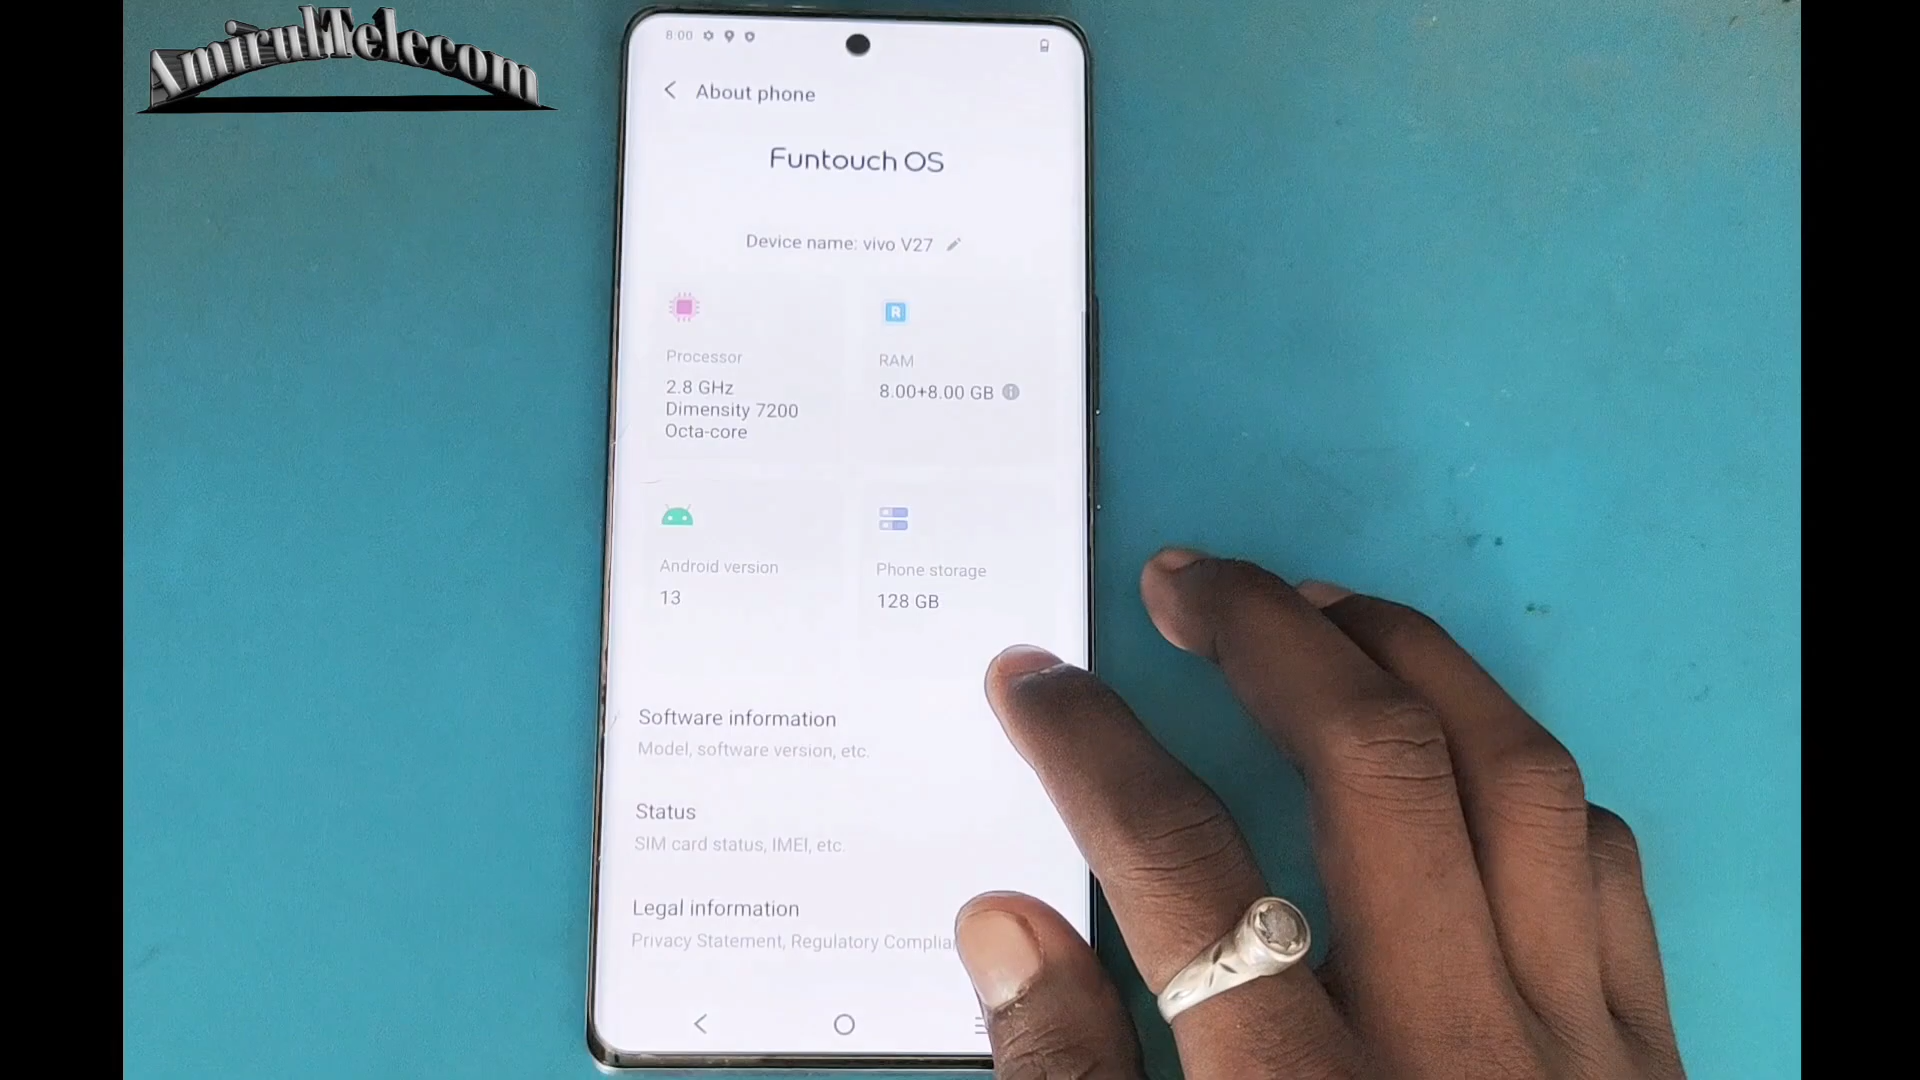 AmirulTelecom
8:00
About phone
Funtouch OS
Device name: vivo V27
Processor
2.8 GHz
Dimensity 7200
Octa-core
R
RAM
8.00+8.00 GB
Android version
13
Phone storage
128 GB
Software information
Model, software version, etc.
Status
SIM card status, IMEI, etc.
Legal information
Privacy Statement, Regulatory